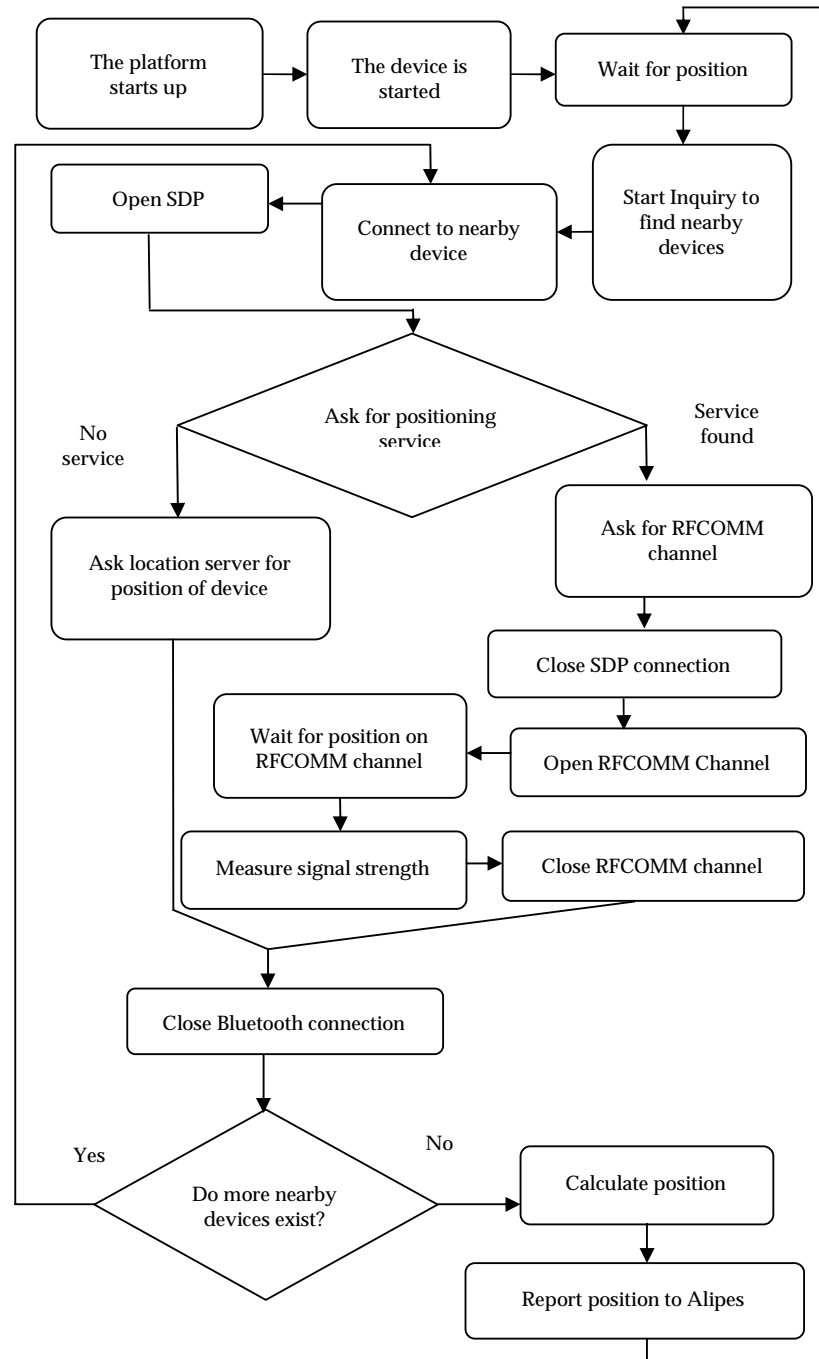 The platform
starts up
The device is
started
Wait for position
Open SDP
Connect to nearby
device
Start Inquiry to
find nearby
devices
Ask for positioning
service
No
service
Service
found
Ask location server for
position of device
Ask for RFCOMM
channel
Close SDP connection
Wait for position on
RFCOMM channel
Open RFCOMM Channel
Measure signal strength
Close RFCOMM channel
Close Bluetooth connection
Yes
No
Do more nearby
devices exist?
Calculate position
Report position to Alipes